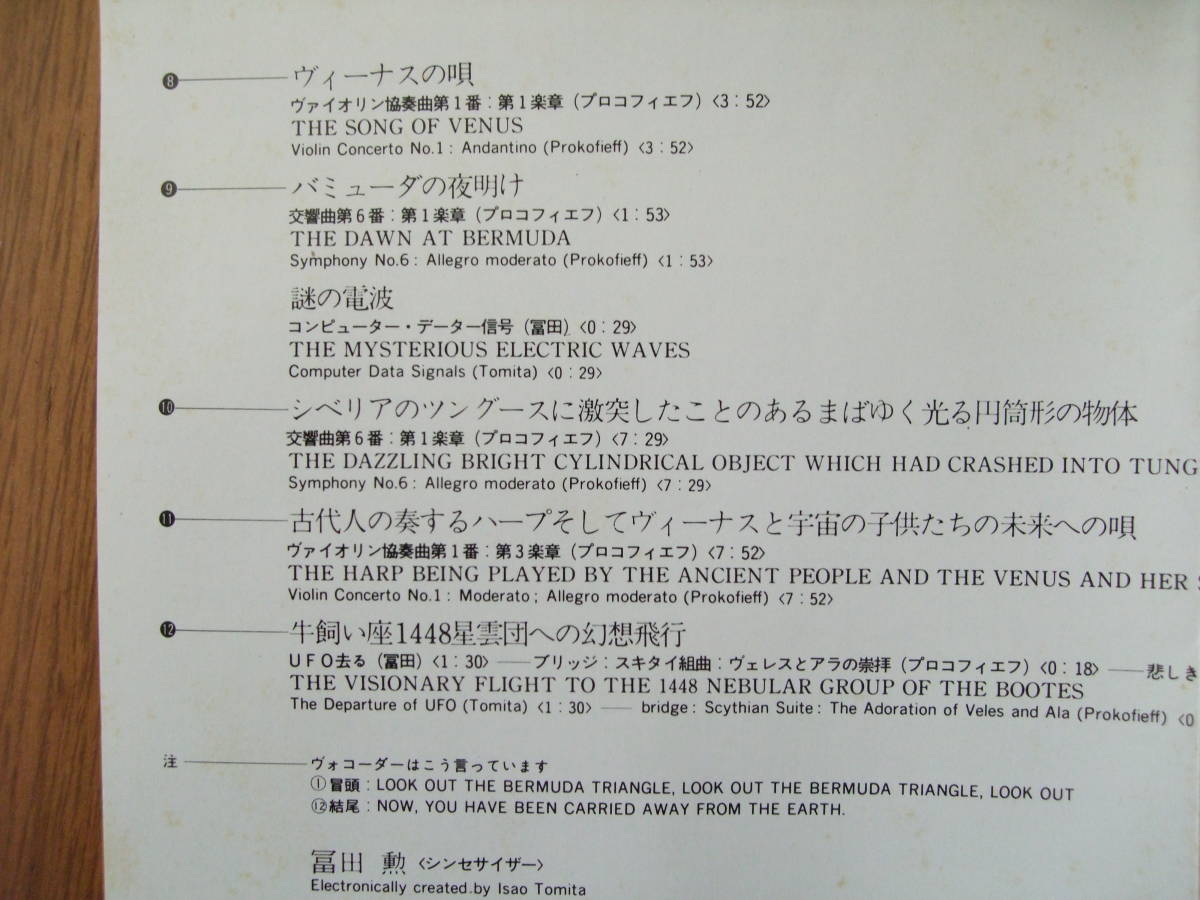 ❽ ヴィーナスの唄
ヴァイオリン協奏曲第1番：第1楽章（プロコフィエフ）〈3：52〉
THE SONG OF VENUS
Violin Concerto No.1 : Andantino (Prokofieff) 〈3：52〉
❾ バミューダの夜明け
交響曲第6番：第1楽章（プロコフィエフ）〈1：53〉
THE DAWN AT BERMUDA
Symphony No.6 : Allegro moderato (Prokofieff) 〈1：53〉
謎の電波
コンピューター・データー信号（冨田）〈0：29〉
THE MYSTERIOUS ELECTRIC WAVES
Computer Data Signals (Tomita) 〈0：29〉
❿ シベリアのツングースに激突したことのあるまばゆく光る円筒形の物体
交響曲第6番：第1楽章（プロコフィエフ）〈7：29〉
THE DAZZLING BRIGHT CYLINDRICAL OBJECT WHICH HAD CRASHED INTO TUNG
Symphony No.6 : Allegro moderato (Prokofieff) 〈7：29〉
⓫ 古代人の奏するハープそしてヴィーナスと宇宙の子供たちの未来への唄
ヴァイオリン協奏曲第1番：第3楽章（プロコフィエフ）〈7：52〉
THE HARP BEING PLAYED BY THE ANCIENT PEOPLE AND THE VENUS AND HER
Violin Concerto No.1 : Moderato ; Allegro moderato (Prokofieff) 〈7：52〉
⓬ 牛飼い座1448星雲団への幻想飛行
UFO去る（冨田）〈1：30〉──ブリッジ：スキタイ組曲：ヴェレスとアラの崇拝（プロコフィエフ）〈0：18〉──悲しき
THE VISIONARY FLIGHT TO THE 1448 NEBULAR GROUP OF THE BOOTES
The Departure of UFO (Tomita) 〈1：30〉── bridge : Scythian Suite : The Adoration of Veles and Ala (Prokofieff) 〈0
注 ヴォコーダーはこう言っています
①冒頭：LOOK OUT THE BERMUDA TRIANGLE, LOOK OUT THE BERMUDA TRIANGLE, LOOK OUT
⑫結尾：NOW, YOU HAVE BEEN CARRIED AWAY FROM THE EARTH.
冨田 勲〈シンセサイザー〉
Electronically created by Isao Tomita